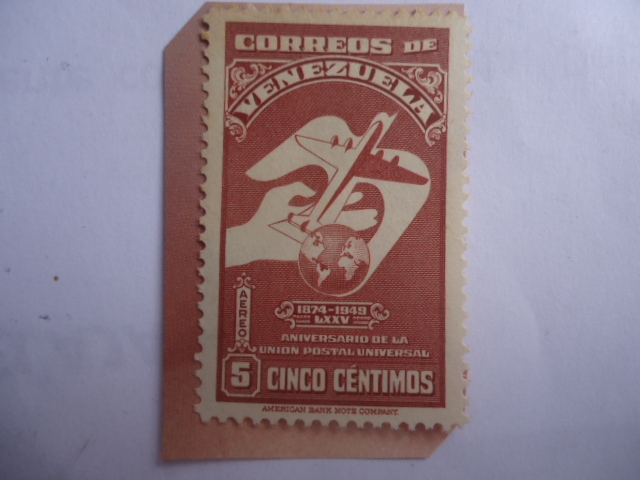 CORREOS DE
VENEZUELA
AEREO
1874-1949
LXXV
ANIVERSARIO DE LA
UNION POSTAL UNIVERSAL
5 CINCO CÉNTIMOS
AMERICAN BANK NOTE COMPANY.